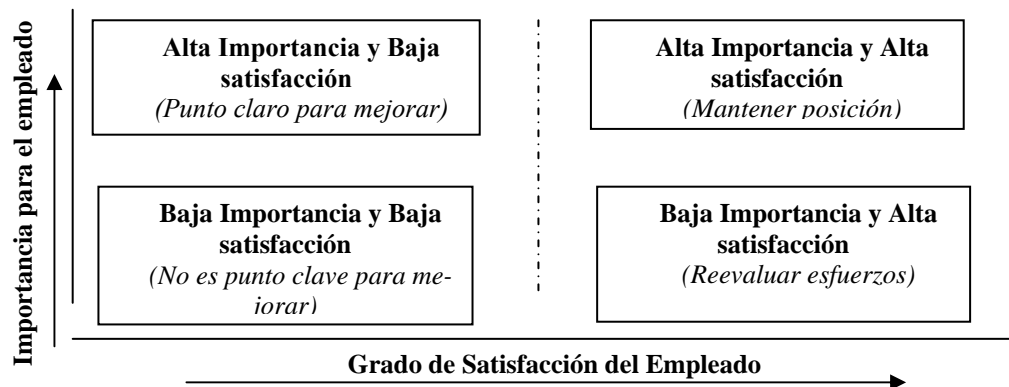 Importancia para el empleado
Alta Importancia y Baja
satisfacción
(Punto claro para mejorar)
Alta Importancia y Alta
satisfacción
(Mantener posición)
Baja Importancia y Baja
satisfacción
(No es punto clave para me-
jorar)
Baja Importancia y Alta
satisfacción
(Reevaluar esfuerzos)
Grado de Satisfacción del Empleado